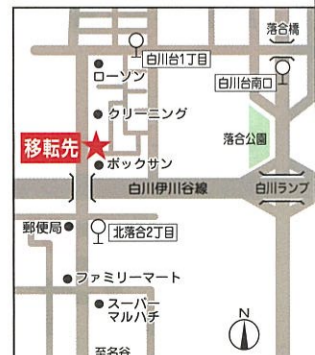 落合橋
白川台1丁目
ローソン
白川台南口
クリーニング
移転先
落合公園
ボックサン
白川伊川谷線
白川ランプ
郵便局
北落合2丁目
ファミリーマート
スーパー
マルハチ
N
至名谷